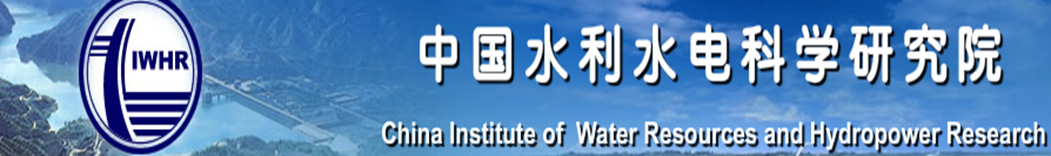 IWHR
中国水利水电科学研究院
China Institute of Water Resources and Hydropower Research